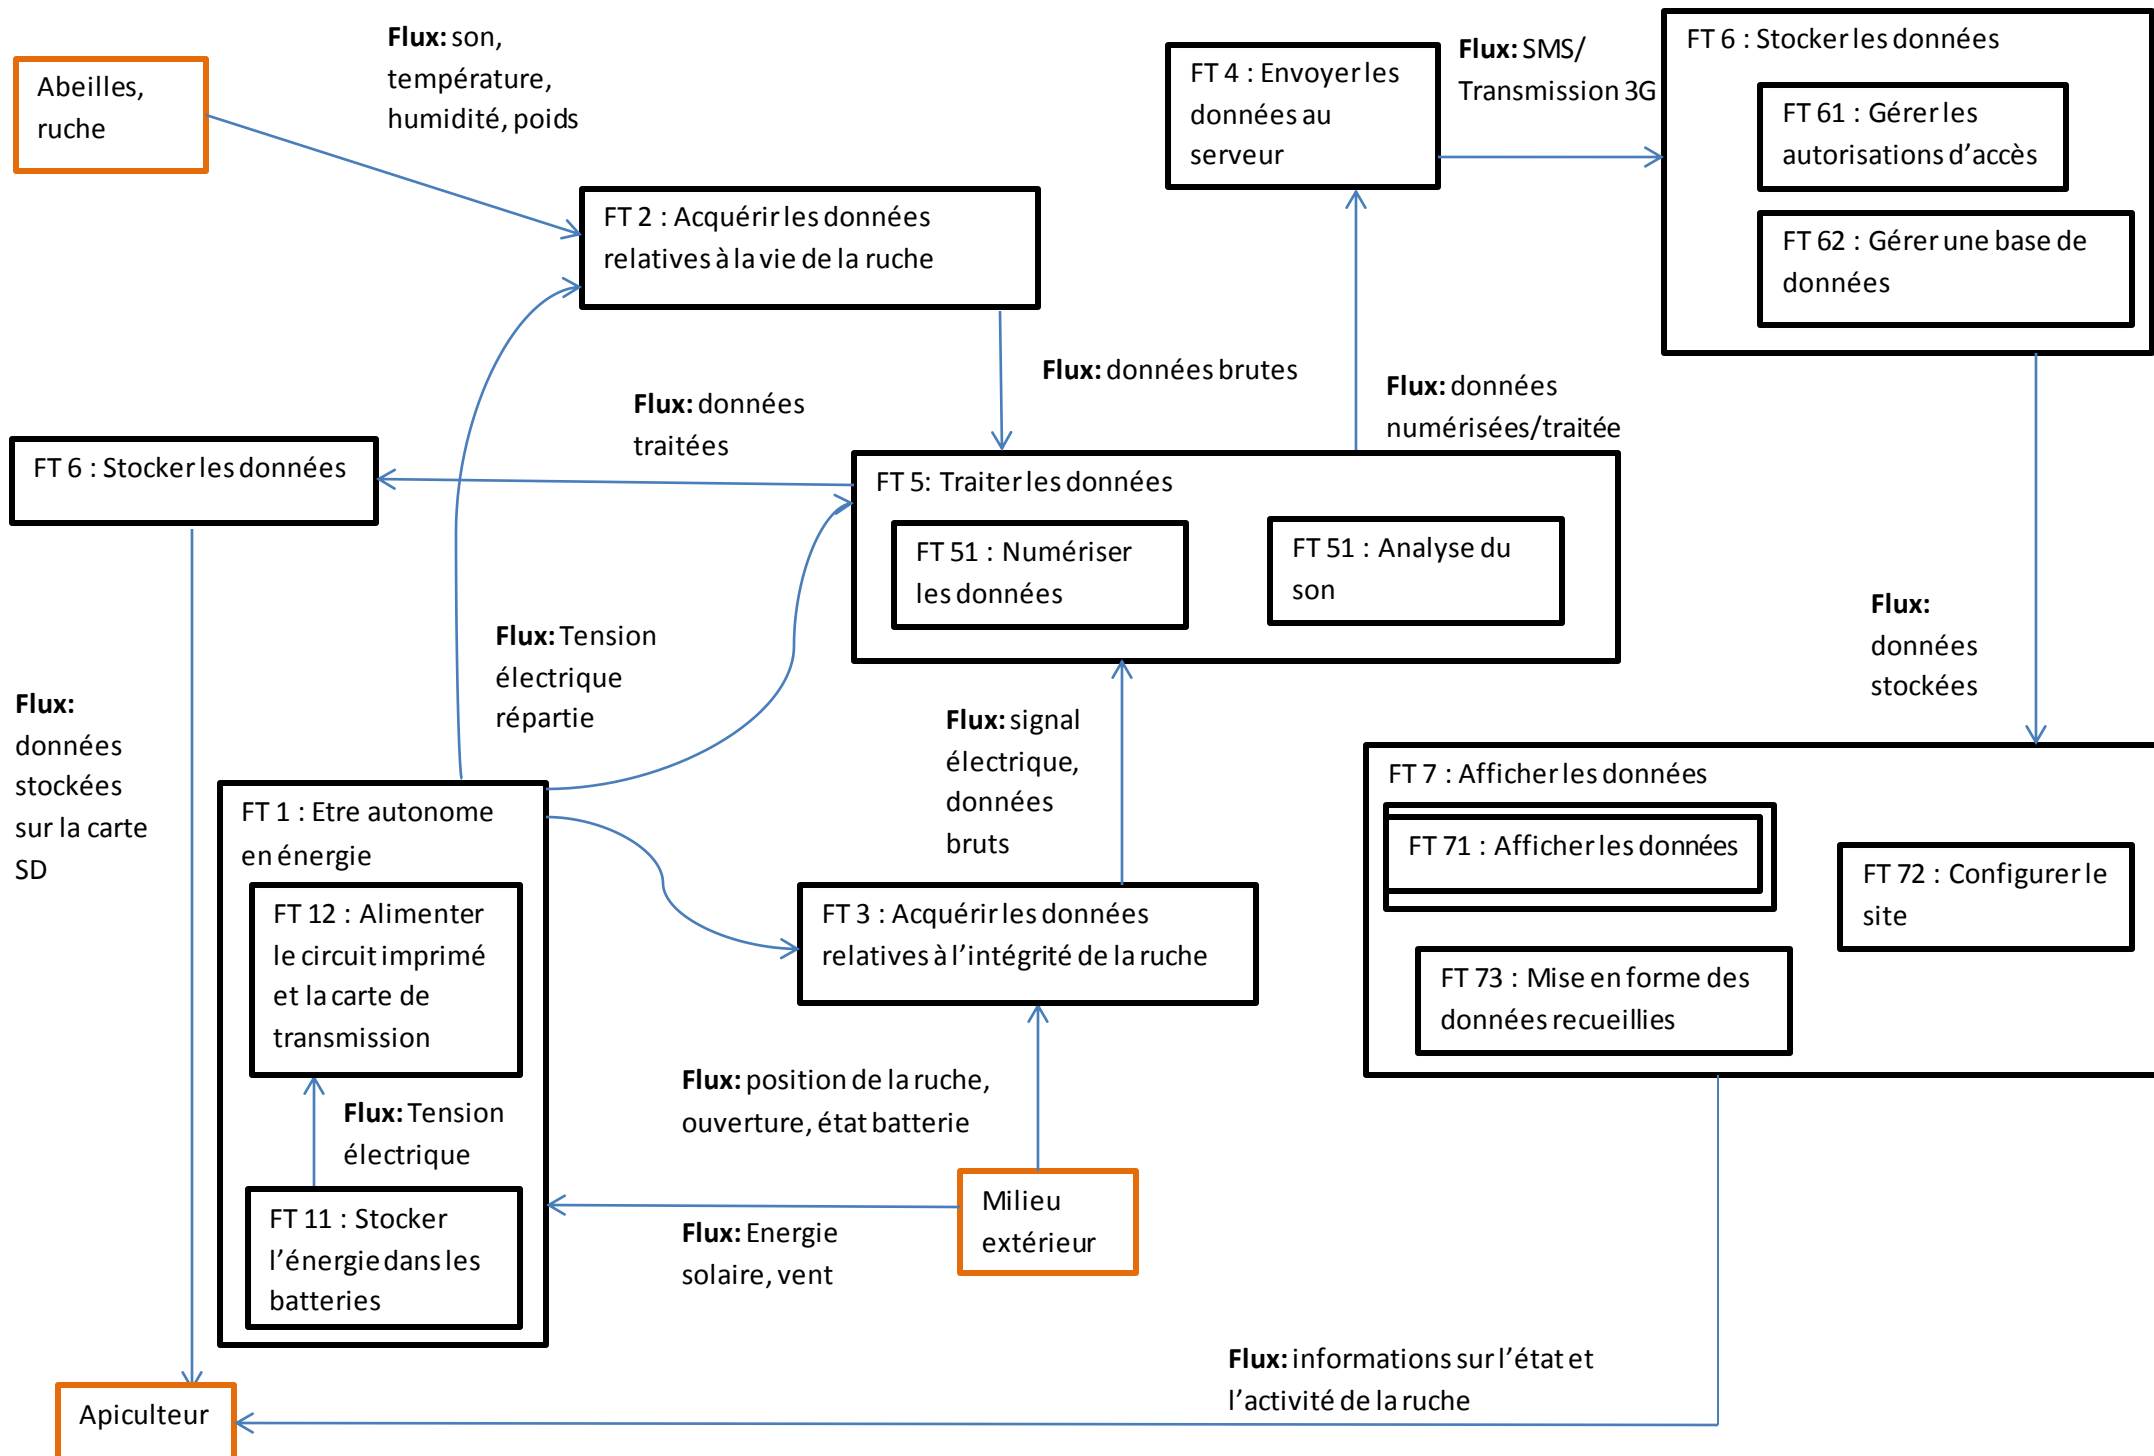 Flux: son,
température,
humidité, poids
Abeilles,
ruche
FT 4 : Envoyer les
données au
serveur
Flux: SMS/
Transmission 3G
FT 6 : Stocker les données
FT 61 : Gérer les
autorisations d’accès
FT 62 : Gérer une base de
données
FT 2 : Acquérir les données
relatives à la vie de la ruche
Flux: données brutes
Flux: données
numérisées/traitée
Flux: données
traitées
FT 6 : Stocker les données
FT 5: Traiter les données
FT 51 : Numériser
les données
FT 51 : Analyse du
son
Flux:
données
stockées
Flux: Tension
électrique
répartie
Flux:
données
stockées
sur la carte
SD
Flux: signal
électrique,
données
bruts
FT 1 : Etre autonome
en énergie
FT 12 : Alimenter
le circuit imprimé
et la carte de
transmission
Flux: Tension
électrique
FT 11 : Stocker
l’énergie dans les
batteries
FT 3 : Acquérir les données
relatives à l’intégrité de la ruche
FT 7 : Afficher les données
FT 71 : Afficher les données
FT 72 : Configurer le
site
FT 73 : Mise en forme des
données recueillies
Flux: position de la ruche,
ouverture, état batterie
Milieu
extérieur
Flux: Energie
solaire, vent
Flux: informations sur l’état et
l’activité de la ruche
Apiculteur